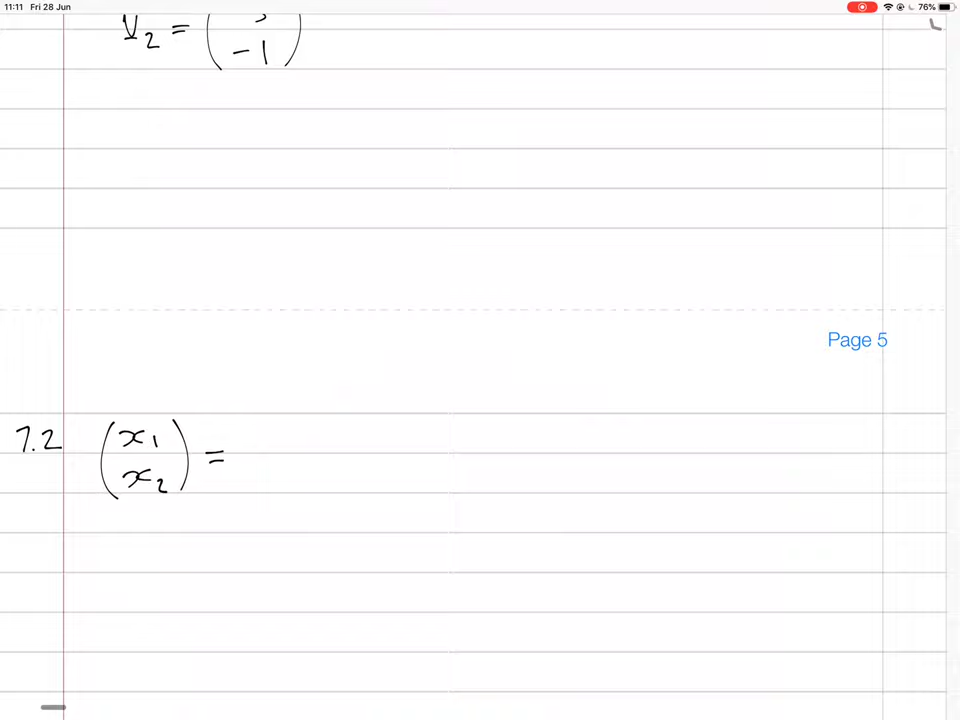 11:11 Fri 28 Jun 76%
V2 = ( -1 )
Page 5
7.2 ( x1 x2 ) =